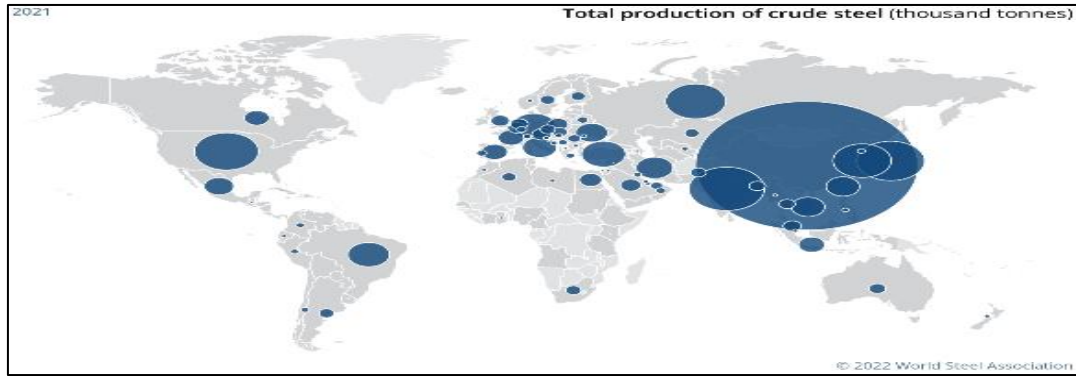 2021
Total production of crude steel (thousand tonnes)
© 2022 World Steel Association